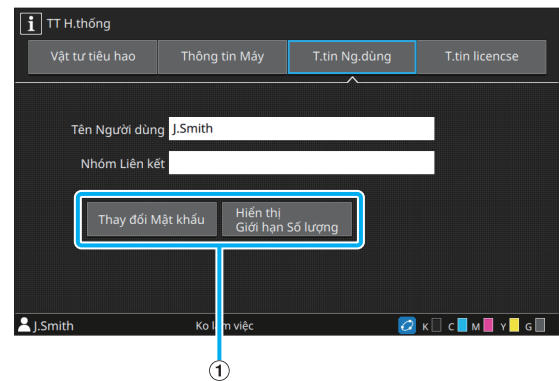 i TT H.thống
Vật tư tiêu hao Thông tin Máy T.tin Ng.dùng T.tin licencse
Tên Người dùng J.Smith
Nhóm Liên kết
Thay đổi Mật khẩu Hiển thị
Giới hạn Số lượng
J.Smith Ko làm việc K C M Y G
①